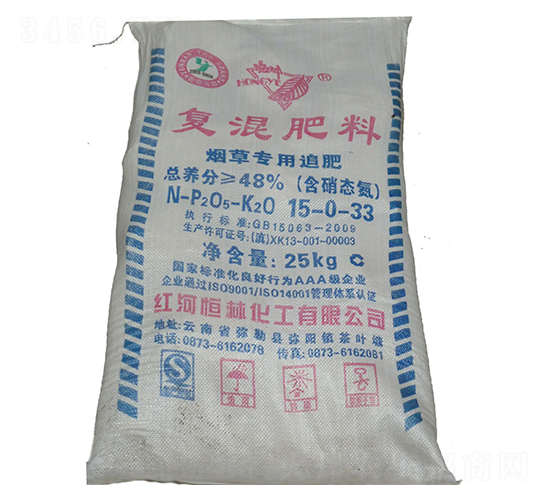 3456
HONGYE ®
复混肥料
烟草专用追肥
总养分≥48% (含硝态氮)
N-P2O5-K2O 15-0-33
执行标准:GB15063-2009
生产许可证号:(滇)XK13-001-00003
净含量: 25kg
国家标准化良好行为AAA级企业
企业通过ISO9001/ISO14001管理体系认证
红河恒林化工有限公司
地址:云南省弥勒县弥阳镇茶叶塘
电话:0873-6162078 传真:0873-6162081
QS
商网